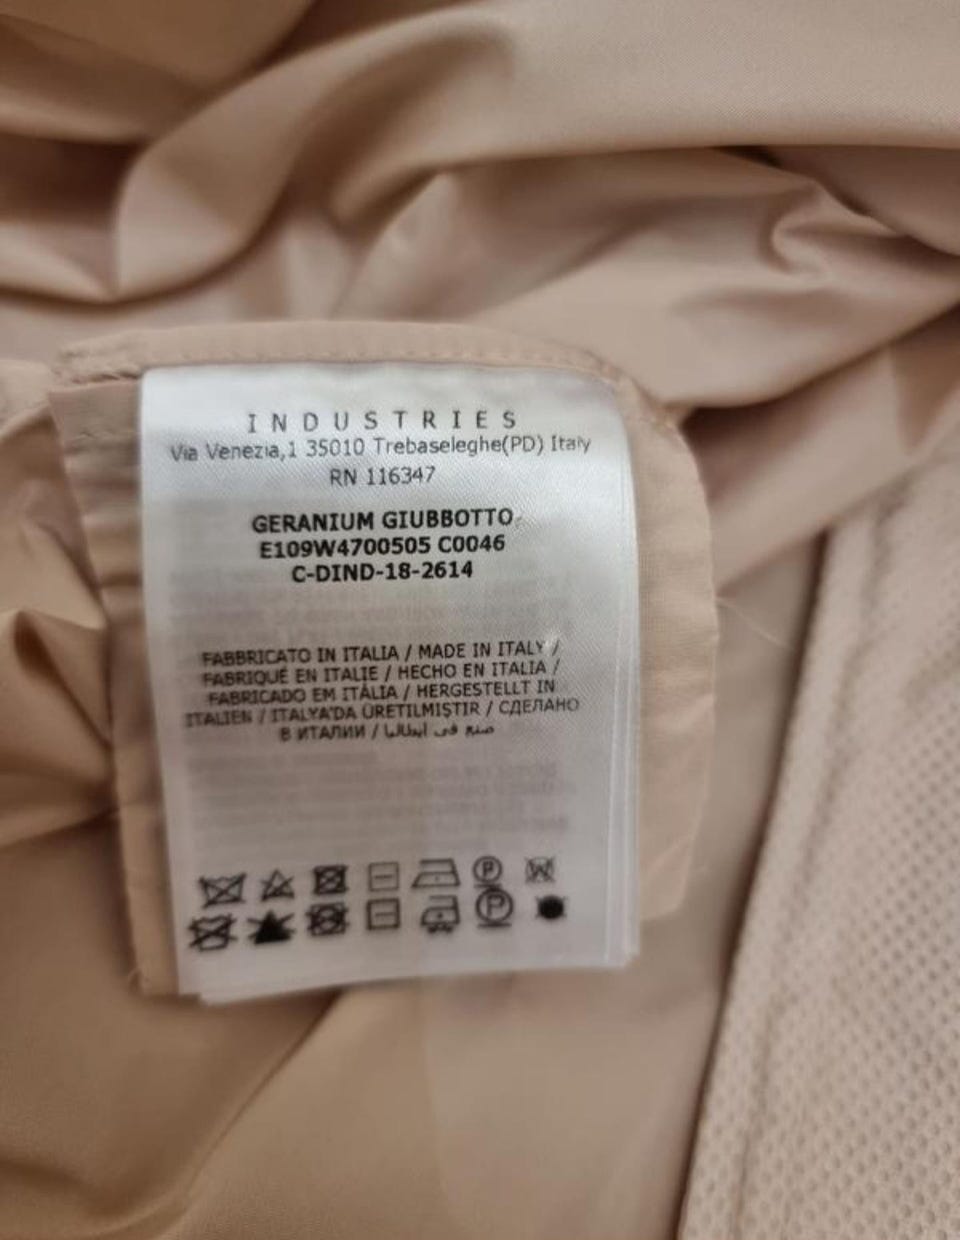 INDUSTRIES
Via Venezia,1 35010 Trebaseleghe(PD) Italy
RN 116347
GERANIUM GIUBBOTTO
E109W4700505 C0046
C-DIND-18-2614
FABBRICATO IN ITALIA / MADE IN ITALY /
FABRIQUÉ EN ITALIE / HECHO EN ITALIA /
FABRICADO EM ITÁLIA / HERGESTELLT IN
ITALIEN / ITALYA'DA ÜRETILMIŞTIR / СДЕЛАНО
В ИТАЛИИ / صنع في ايطاليا
P
P